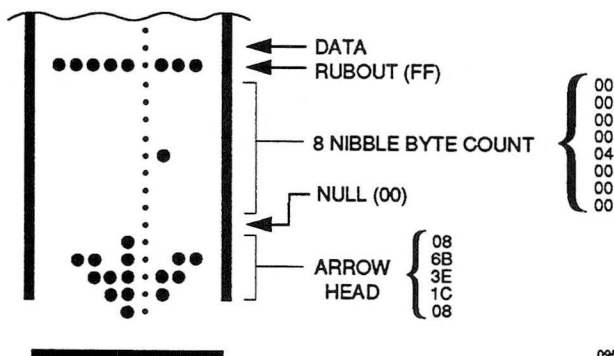 DATA
RUBOUT (FF)
8 NIBBLE BYTE COUNT
00
00
00
00
04
00
00
00
NULL (00)
ARROW
HEAD
08
6B
3E
1C
08